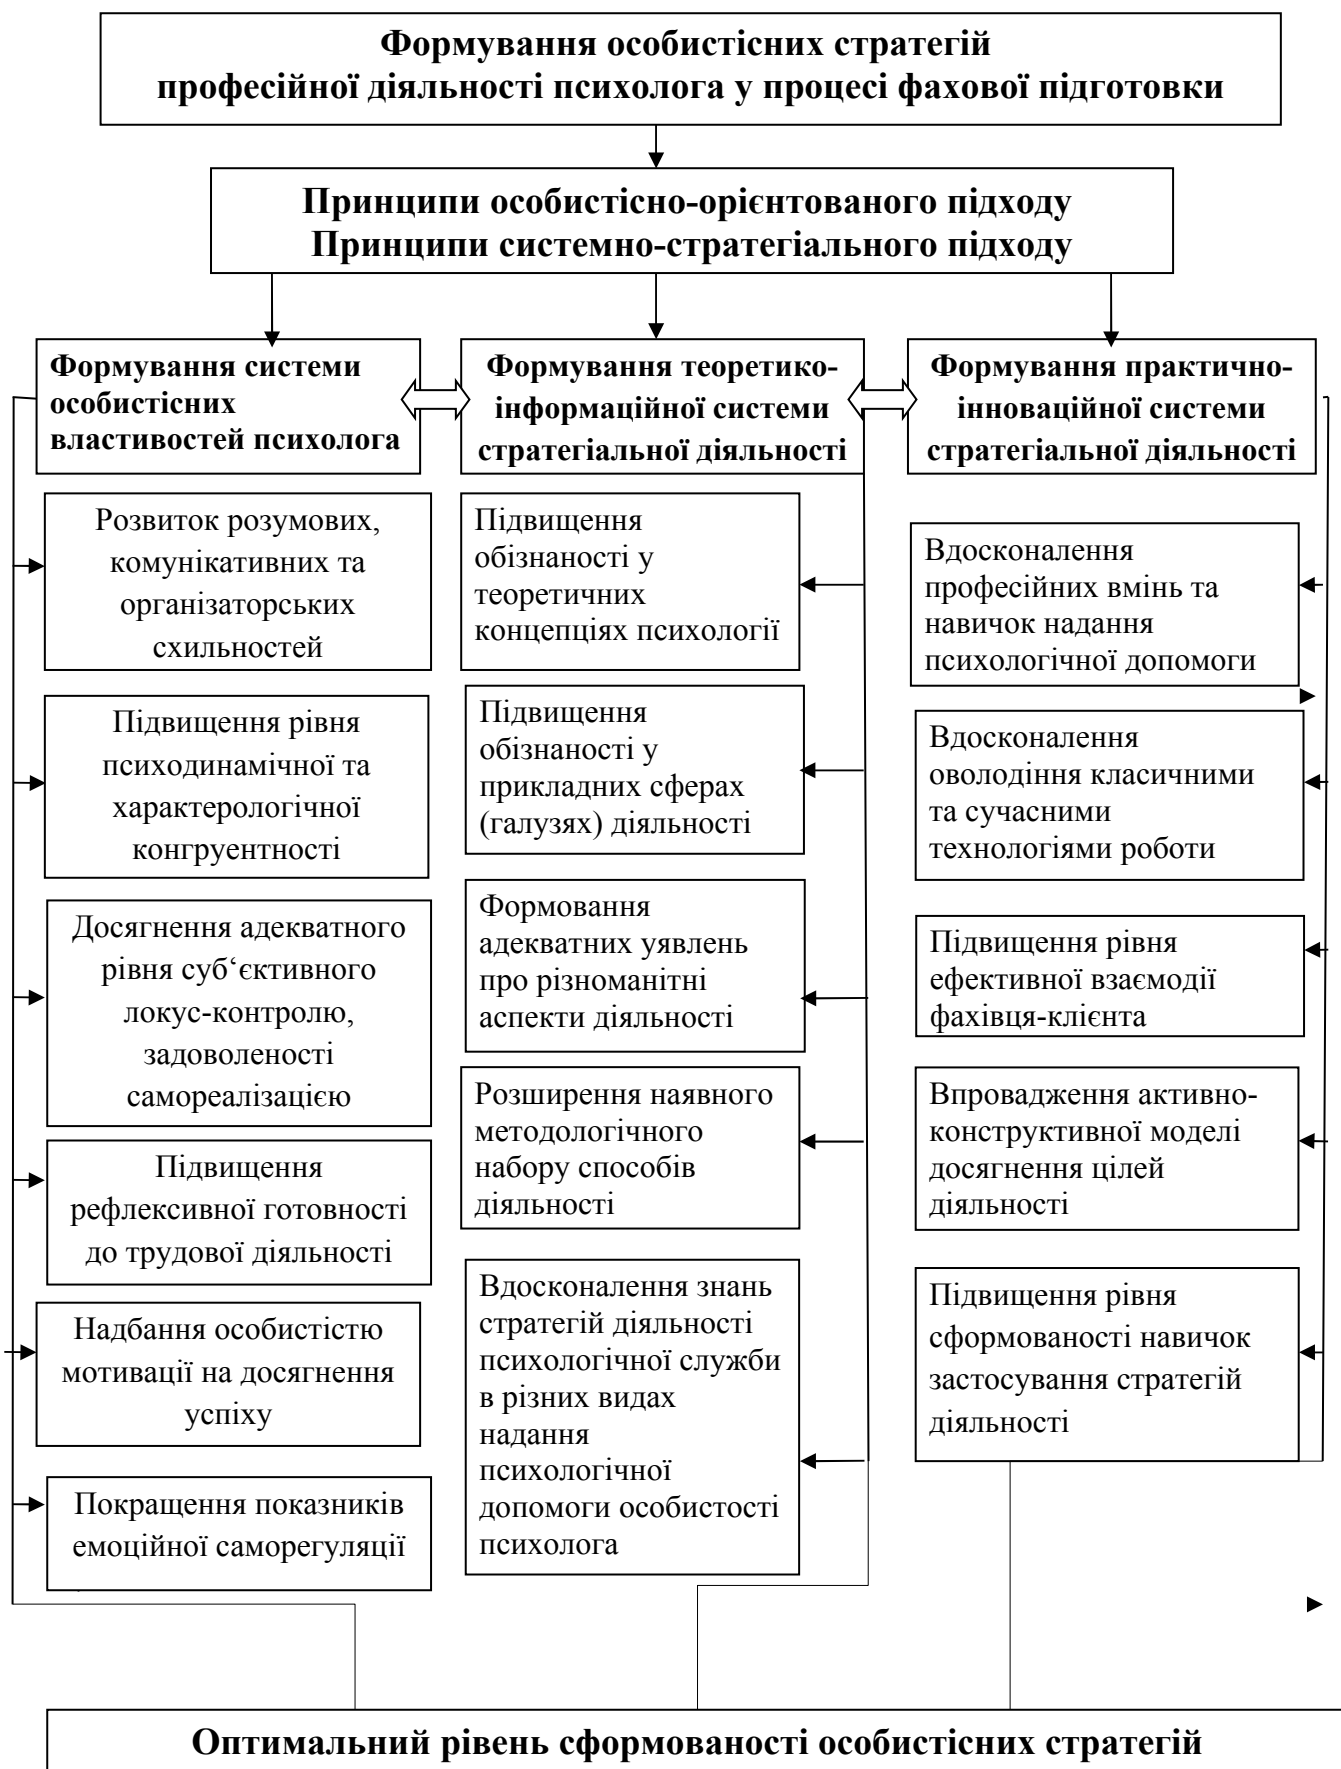 Формування особистісних стратегій
професійної діяльності психолога у процесі фахової підготовки
Принципи особистісно-орієнтованого підходу
Принципи системно-стратегіального підходу
Формування системи
особистісних
властивостей психолога
Формування теоретико-
інформаційної системи
стратегіальної діяльності
Формування практично-
інноваційної системи
стратегіальної діяльності
Розвиток розумових,
комунікативних та
організаторських
схильностей
Підвищення рівня
психодинамічної та
характерологічної
конгруентності
Досягнення адекватного
рівня суб‘єктивного
локус-контролю,
задоволеності
самореалізацією
Підвищення
рефлексивної готовності
до трудової діяльності
Надбання особистістю
мотивації на досягнення
успіху
Покращення показників
емоційної саморегуляції
Підвищення
обізнаності у
теоретичних
концепціях психології
Підвищення
обізнаності у
прикладних сферах
(галузях) діяльності
Формовання
адекватних уявлень
про різноманітні
аспекти діяльності
Розширення наявного
методологічного
набору способів
діяльності
Вдосконалення знань
стратегій діяльності
психологічної служби
в різних видах
надання
психологічної
допомоги особистості
психолога
Вдосконалення
професійних вмінь та
навичок надання
психологічної допомоги
Вдосконалення
оволодіння класичними
та сучасними
технологіями роботи
Підвищення рівня
ефективної взаємодії
фахівця-клієнта
Впровадження активно-
конструктивної моделі
досягнення цілей
діяльності
Підвищення рівня
сформованості навичок
застосування стратегій
діяльності
Оптимальний рівень сформованості особистісних стратегій